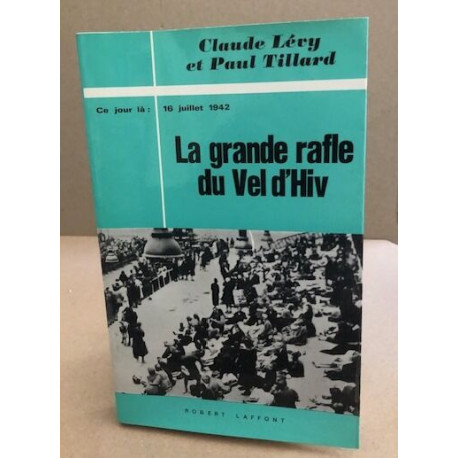 Claude Lévy
et Paul Tillard
Ce jour là : 16 juillet 1942
La grande rafle
du Vel d'Hiv
ROBERT LAFFONT